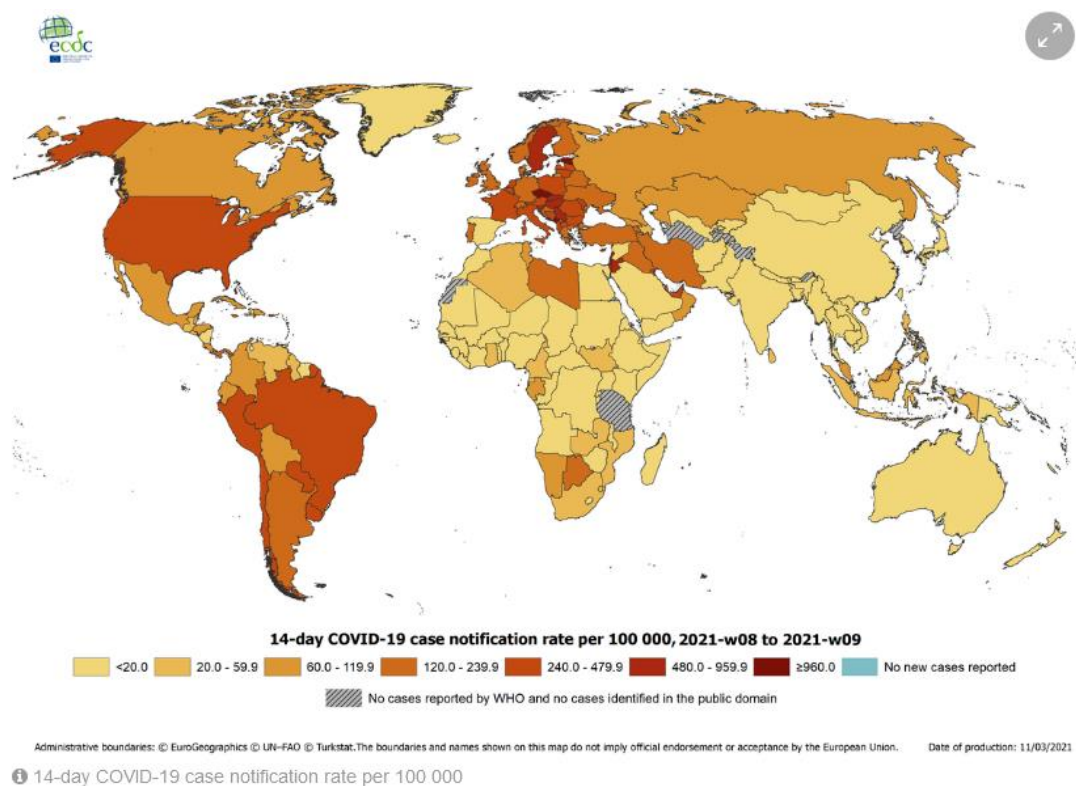 ecdc
14-day COVID-19 case notification rate per 100 000, 2021-w08 to 2021-w09
<20.0 20.0 - 59.9 60.0 - 119.9 120.0 - 239.9 240.0 - 479.9 480.0 - 959.9 ≥960.0 No new cases reported
No cases reported by WHO and no cases identified in the public domain
Administrative boundaries: © EuroGeographics © UN–FAO © Turkstat.The boundaries and names shown on this map do not imply official endorsement or acceptance by the European Union. Date of production: 11/03/2021
14-day COVID-19 case notification rate per 100 000